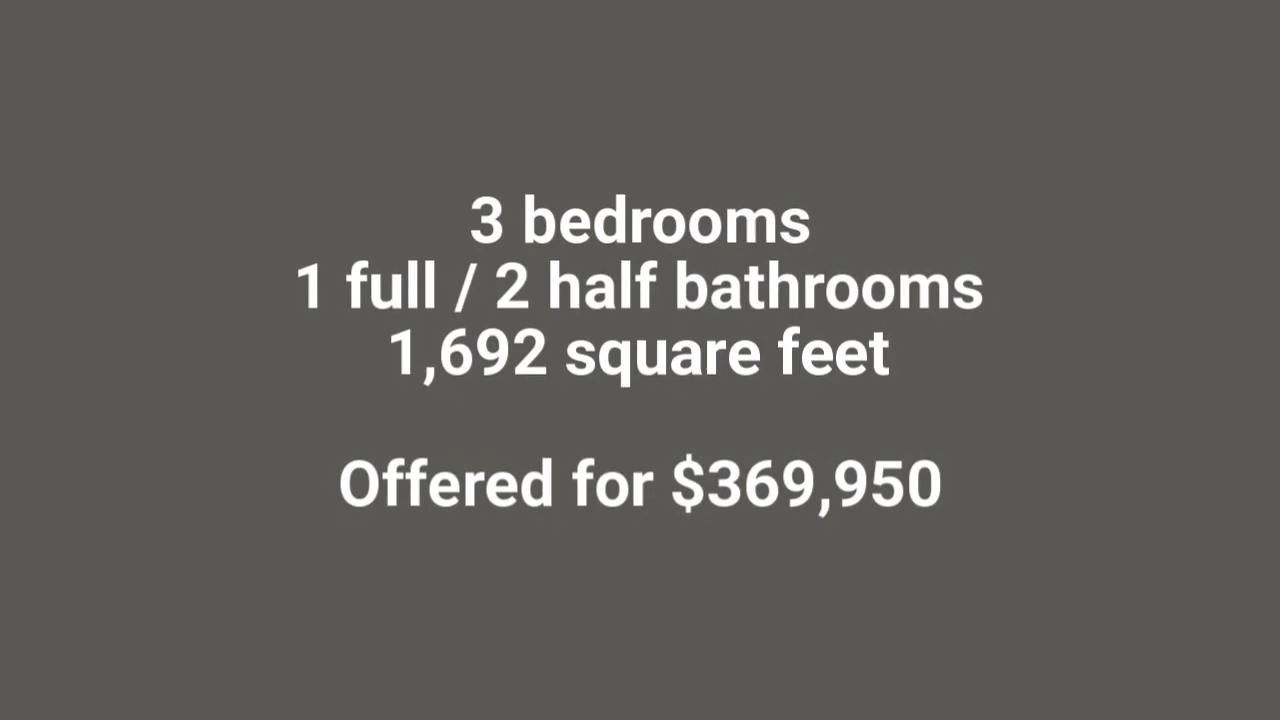 3 bedrooms
1 full / 2 half bathrooms
1,692 square feet
Offered for $369,950